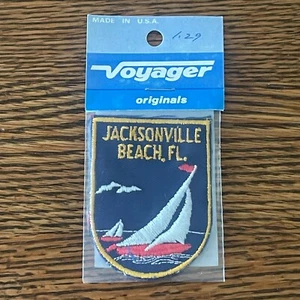 MADE IN U.S.A.
1.29
Voyager
originals
JACKSONVILLE
BEACH, FL.